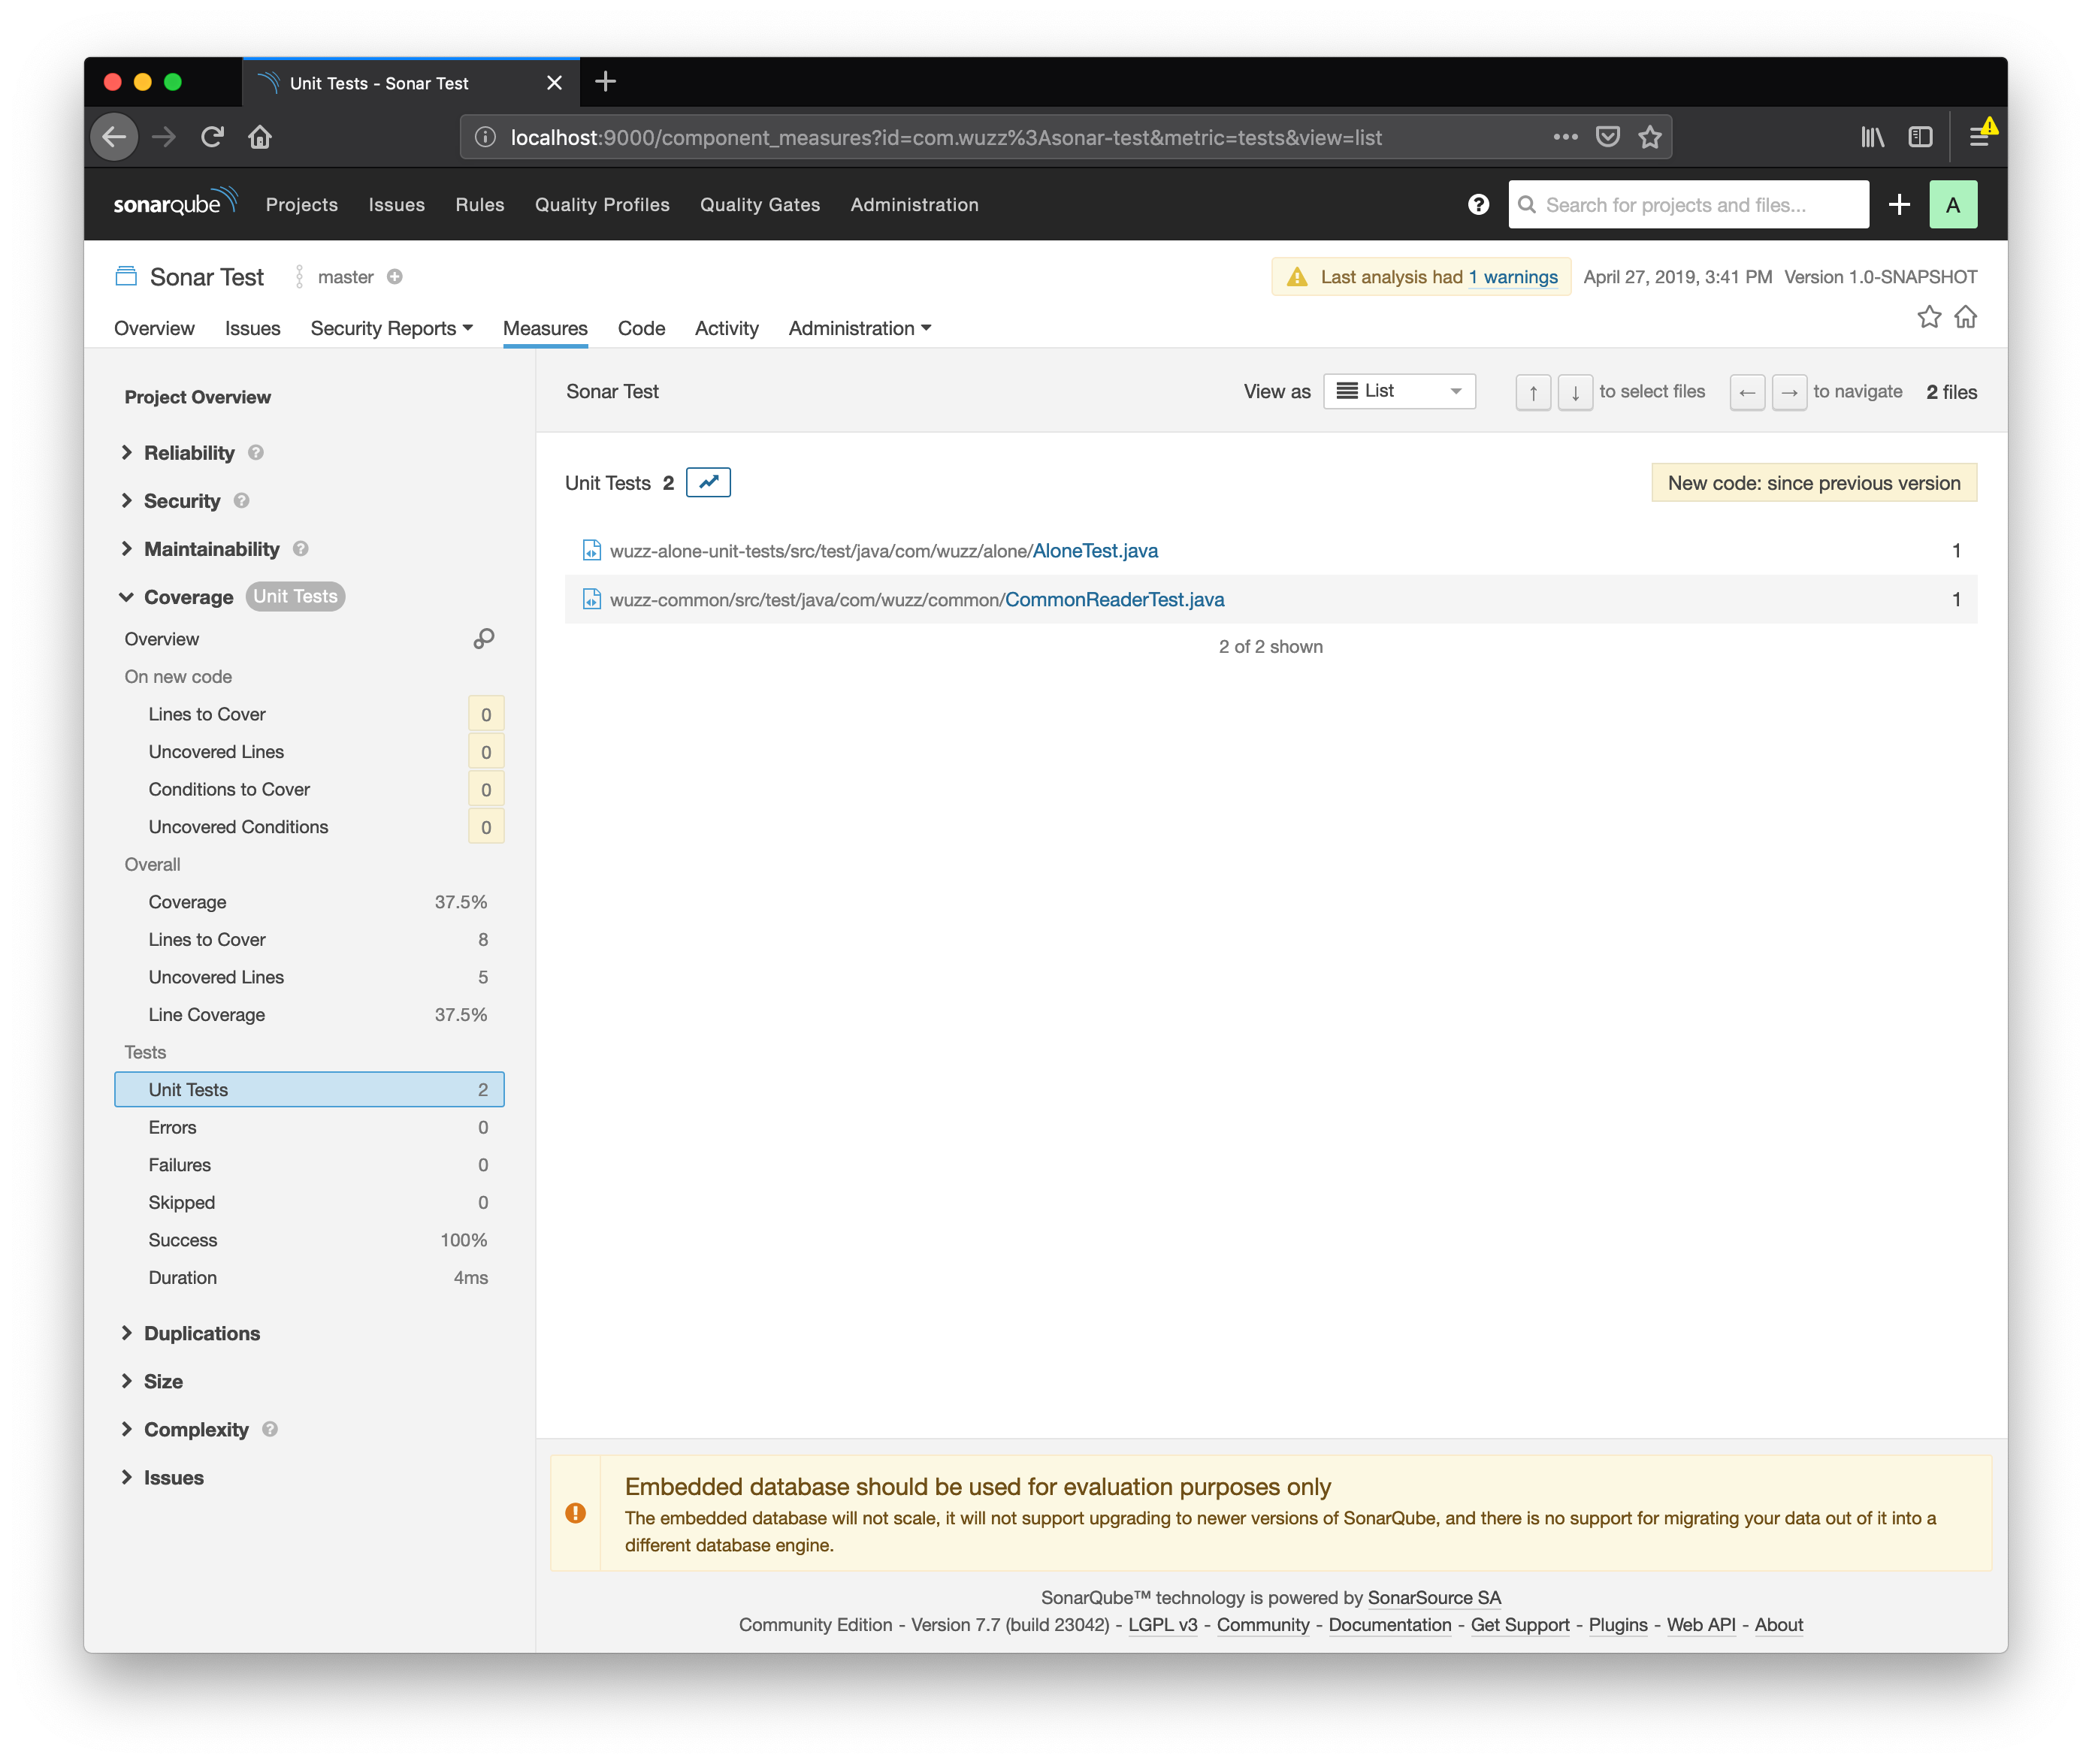 Unit Tests - Sonar Test
localhost:9000/component_measures?id=com.wuzz%3Asonar-test&metric=tests&view=list
sonarqube Projects Issues Rules Quality Profiles Quality Gates Administration Search for projects and files... A
Sonar Test master Last analysis had 1 warnings April 27, 2019, 3:41 PM Version 1.0-SNAPSHOT
Overview Issues Security Reports Measures Code Activity Administration
Project Overview
Reliability
Security
Maintainability
Coverage Unit Tests
Overview
On new code
Lines to Cover 0
Uncovered Lines 0
Conditions to Cover 0
Uncovered Conditions 0
Overall
Coverage 37.5%
Lines to Cover 8
Uncovered Lines 5
Line Coverage 37.5%
Tests
Unit Tests 2
Errors 0
Failures 0
Skipped 0
Success 100%
Duration 4ms
Duplications
Size
Complexity
Issues
Sonar Test View as List ↑ ↓ to select files ← → to navigate 2 files
Unit Tests 2 New code: since previous version
wuzz-alone-unit-tests/src/test/java/com/wuzz/alone/AloneTest.java 1
wuzz-common/src/test/java/com/wuzz/common/CommonReaderTest.java 1
2 of 2 shown
Embedded database should be used for evaluation purposes only
The embedded database will not scale, it will not support upgrading to newer versions of SonarQube, and there is no support for migrating your data out of it into a
different database engine.
SonarQube™ technology is powered by SonarSource SA
Community Edition - Version 7.7 (build 23042) - LGPL v3 - Community - Documentation - Get Support - Plugins - Web API - About